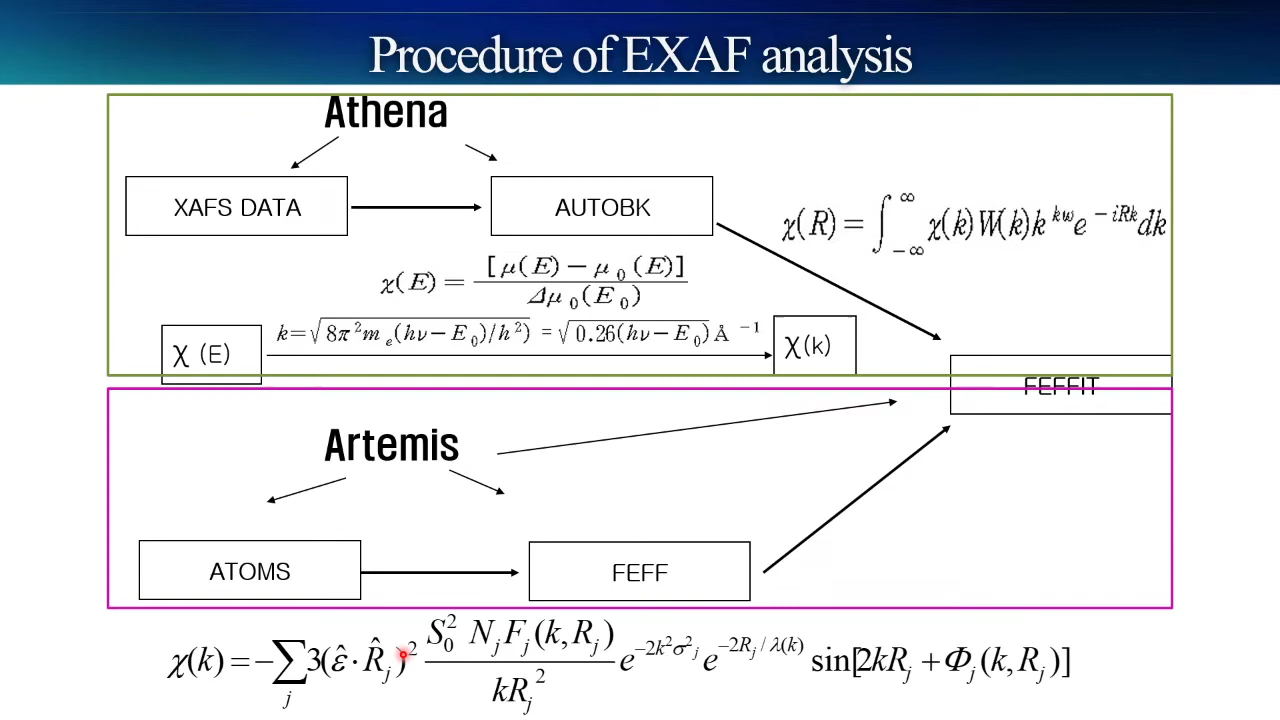 Procedure of EXAF analysis
Athena
XAFS DATA
AUTOBK
χ(R) = ∫_{-∞}^{∞} χ(k) W(k) k^{kw} e^{-iRk} dk
χ(E) = [μ(E) − μ_0(E)] / Δμ_0(E_0)
k = √(8π²m_e(hν − E_0)/h²) = √(0.26(hν − E_0)) Å^{-1}
χ (E)
χ(k)
FEFFIT
Artemis
ATOMS
FEFF
χ(k) = −∑_j 3(ε̂ · R̂_j)² S_0² N_j F_j(k, R_j) / kR_j² e^{-2k²σ²_j} e^{-2R_j/λ(k)} sin[2kR_j + Φ_j(k, R_j)]